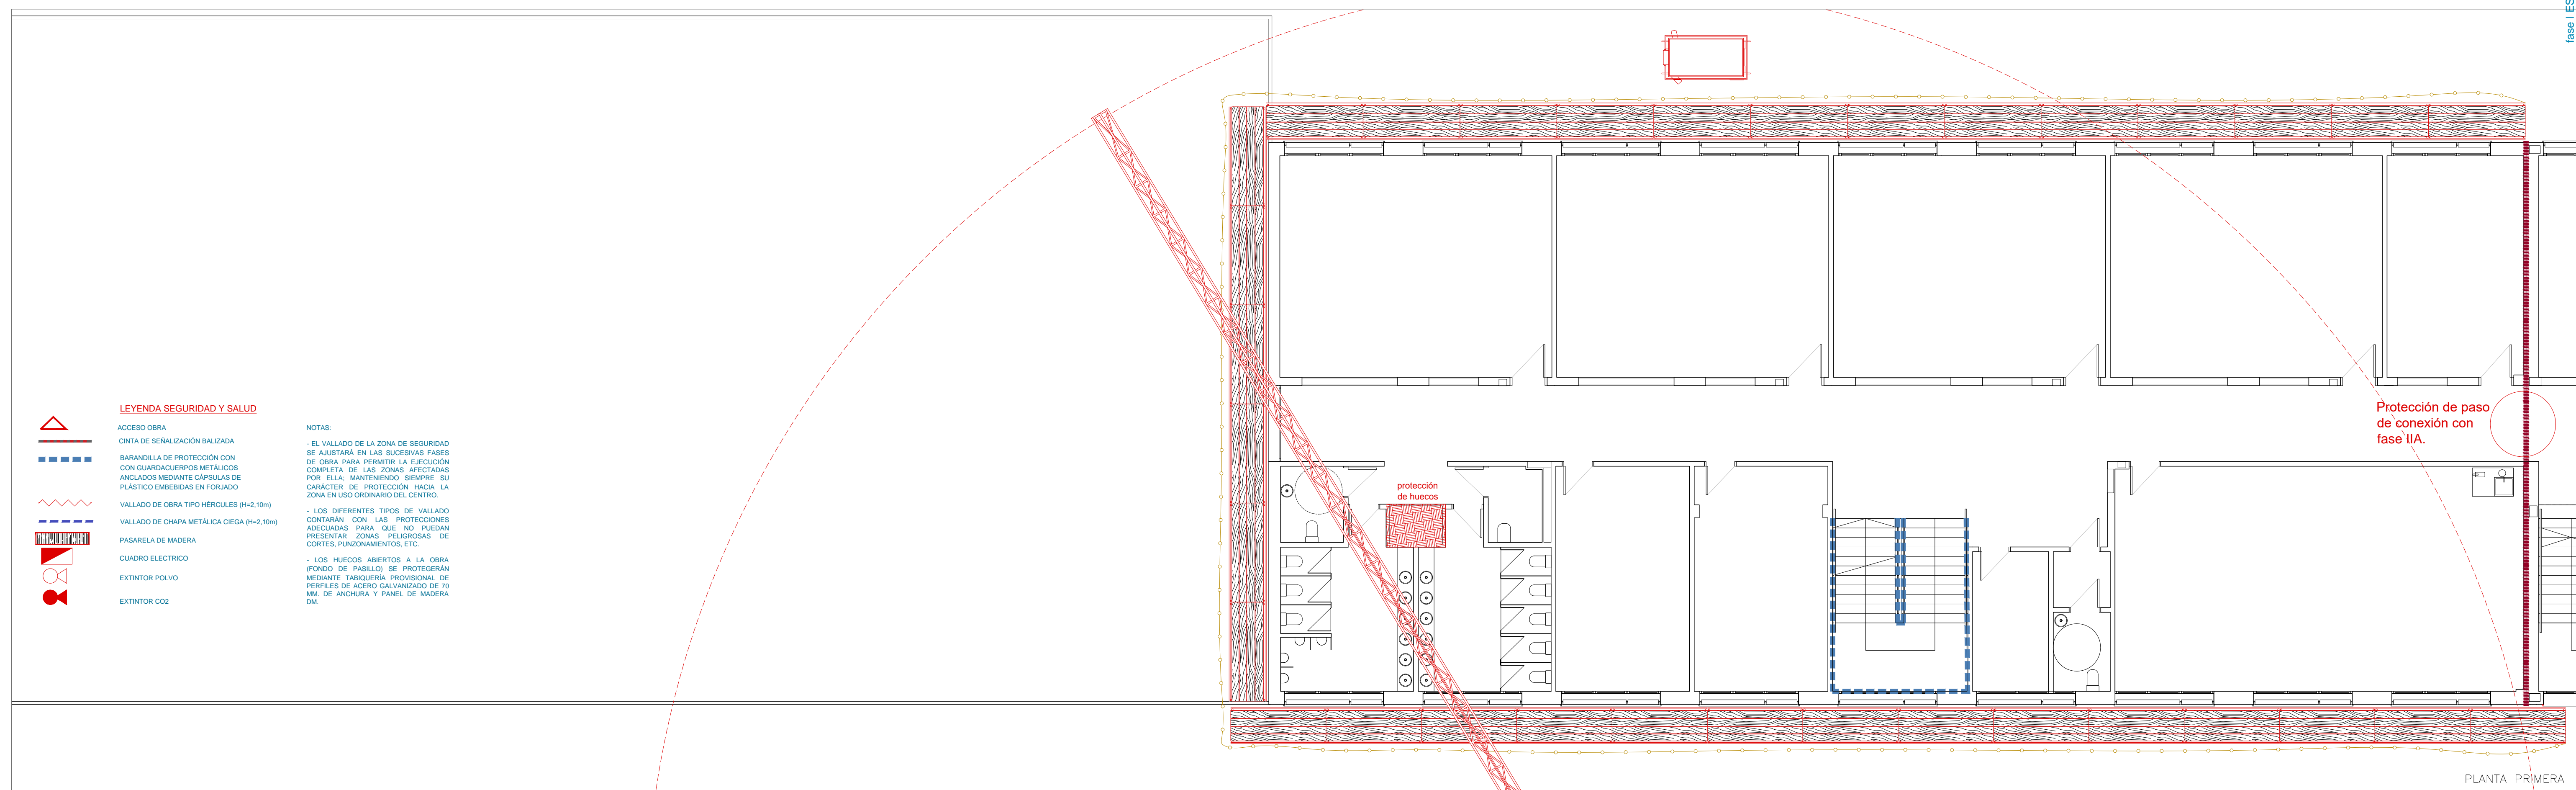 fase I ES
LEYENDA SEGURIDAD Y SALUD
ACCESO OBRA
CINTA DE SEÑALIZACIÓN BALIZADA
BARANDILLA DE PROTECCIÓN CON
CON GUARDACUERPOS METÁLICOS
ANCLADOS MEDIANTE CÁPSULAS DE
PLÁSTICO EMBEBIDAS EN FORJADO
VALLADO DE OBRA TIPO HÉRCULES (H=2,10m)
VALLADO DE CHAPA METÁLICA CIEGA (H=2,10m)
PASARELA DE MADERA
CUADRO ELECTRICO
EXTINTOR POLVO
EXTINTOR CO2
NOTAS:
- EL VALLADO DE LA ZONA DE SEGURIDAD
SE AJUSTARÁ EN LAS SUCESIVAS FASES
DE OBRA PARA PERMITIR LA EJECUCIÓN
COMPLETA DE LAS ZONAS AFECTADAS
POR ELLA; MANTENIENDO SIEMPRE SU
CARÁCTER DE PROTECCIÓN HACIA LA
ZONA EN USO ORDINARIO DEL CENTRO.
- LOS DIFERENTES TIPOS DE VALLADO
CONTARÁN CON LAS PROTECCIONES
ADECUADAS PARA QUE NO PUEDAN
PRESENTAR ZONAS PELIGROSAS DE
CORTES, PUNZONAMIENTOS, ETC.
- LOS HUECOS ABIERTOS A LA OBRA
(FONDO DE PASILLO) SE PROTEGERÁN
MEDIANTE TABIQUERÍA PROVISIONAL DE
PERFILES DE ACERO GALVANIZADO DE 70
MM. DE ANCHURA Y PANEL DE MADERA
DM.
protección
de huecos
Protección de paso
de conexión con
fase IIA.
PLANTA PRIMERA